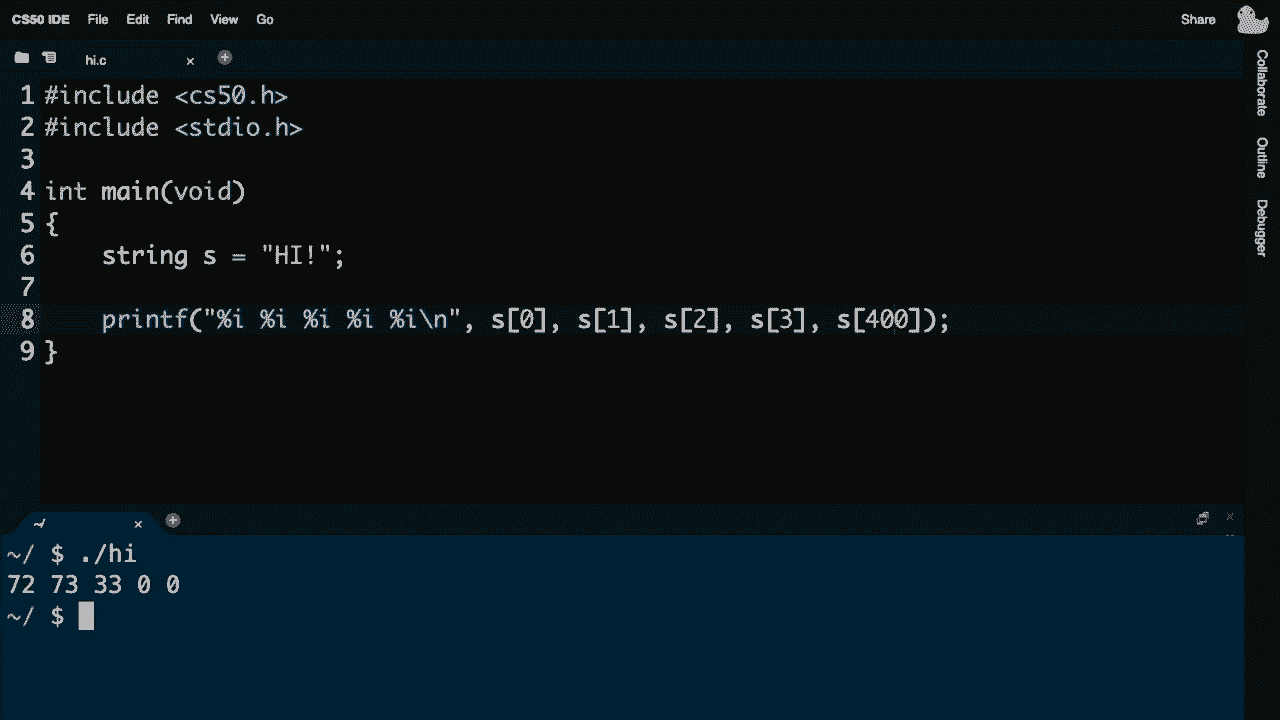 CS50 IDE File Edit Find View Go Share
hi.c
Collaborate
Outline
Debugger
1 #include <cs50.h>
2 #include <stdio.h>
3
4 int main(void)
5 {
6     string s = "HI!";
7
8     printf("%i %i %i %i %i\n", s[0], s[1], s[2], s[3], s[400]);
9 }
~/ $ ./hi
72 73 33 0 0
~/ $